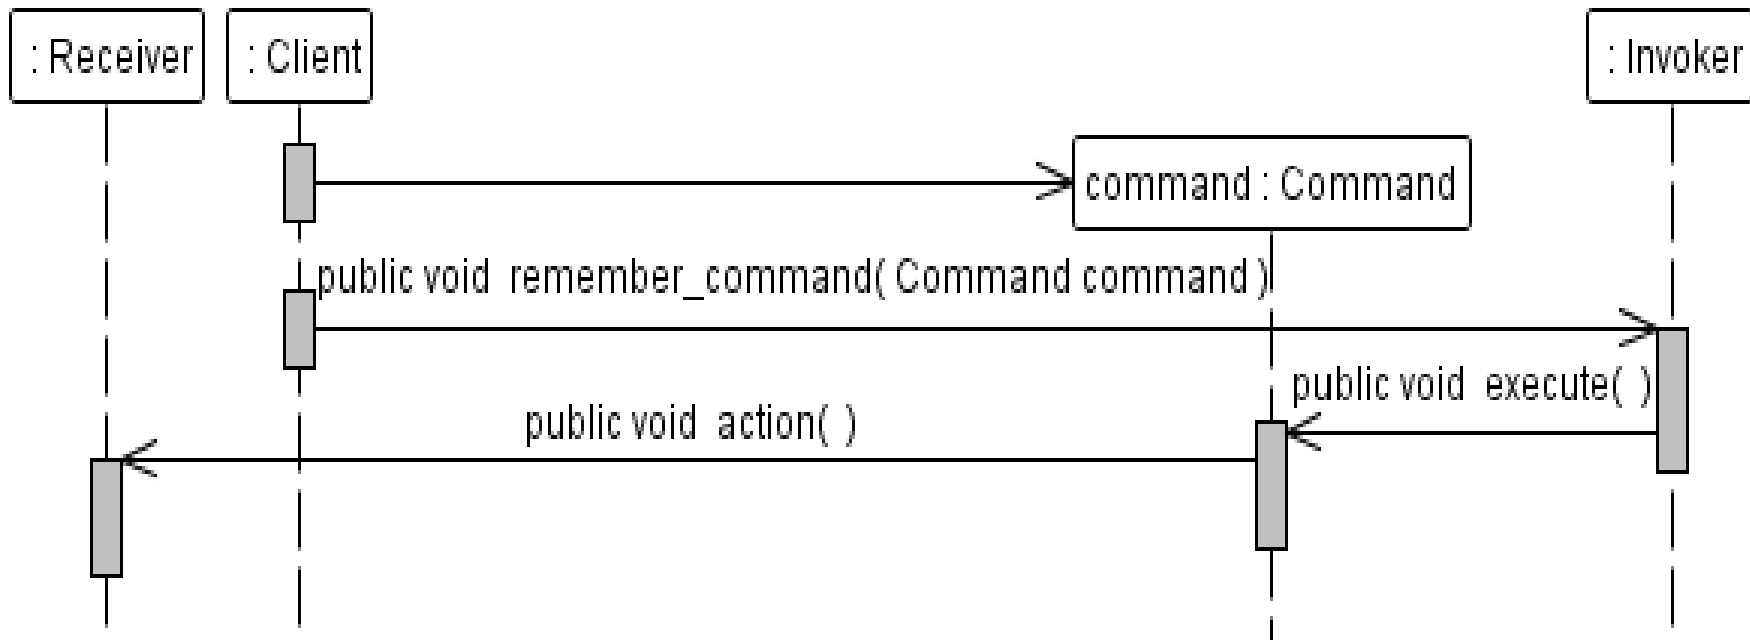 : Receiver
: Client
: Invoker
command : Command
public void remember_command( Command command )
public void execute( )
public void action( )